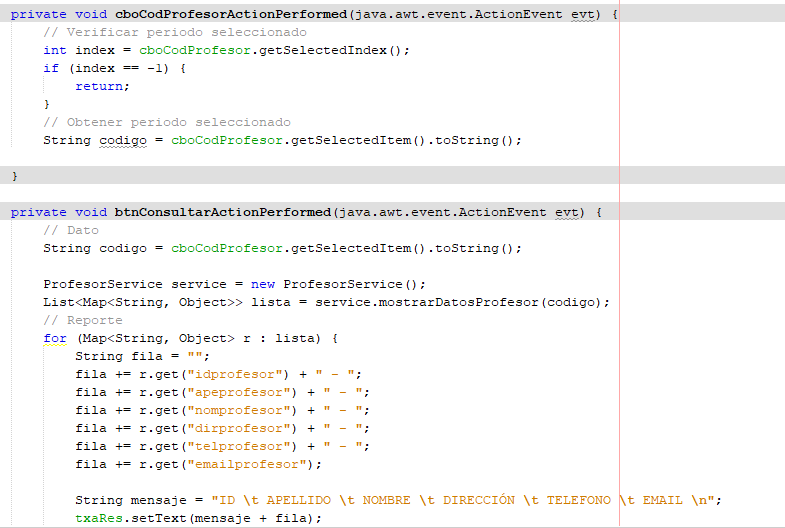 private void cboCodProfesorActionPerformed(java.awt.event.ActionEvent evt) {
// Verificar periodo seleccionado
int index = cboCodProfesor.getSelectedIndex();
if (index == -1) {
return;
}
// Obtener periodo seleccionado
String codigo = cboCodProfesor.getSelectedItem().toString();
}
private void btnConsultarActionPerformed(java.awt.event.ActionEvent evt) {
// Dato
String codigo = cboCodProfesor.getSelectedItem().toString();
ProfesorService service = new ProfesorService();
List<Map<String, Object>> lista = service.mostrarDatosProfesor(codigo);
// Reporte
for (Map<String, Object> r : lista) {
String fila = "";
fila += r.get("idprofesor") + " - ";
fila += r.get("apeprofesor") + " - ";
fila += r.get("nomprofesor") + " - ";
fila += r.get("dirprofesor") + " - ";
fila += r.get("telprofesor") + " - ";
fila += r.get("emailprofesor");
String mensaje = "ID \t APELLIDO \t NOMBRE \t DIRECCIÓN \t TELEFONO \t EMAIL \n";
txaRes.setText(mensaje + fila);